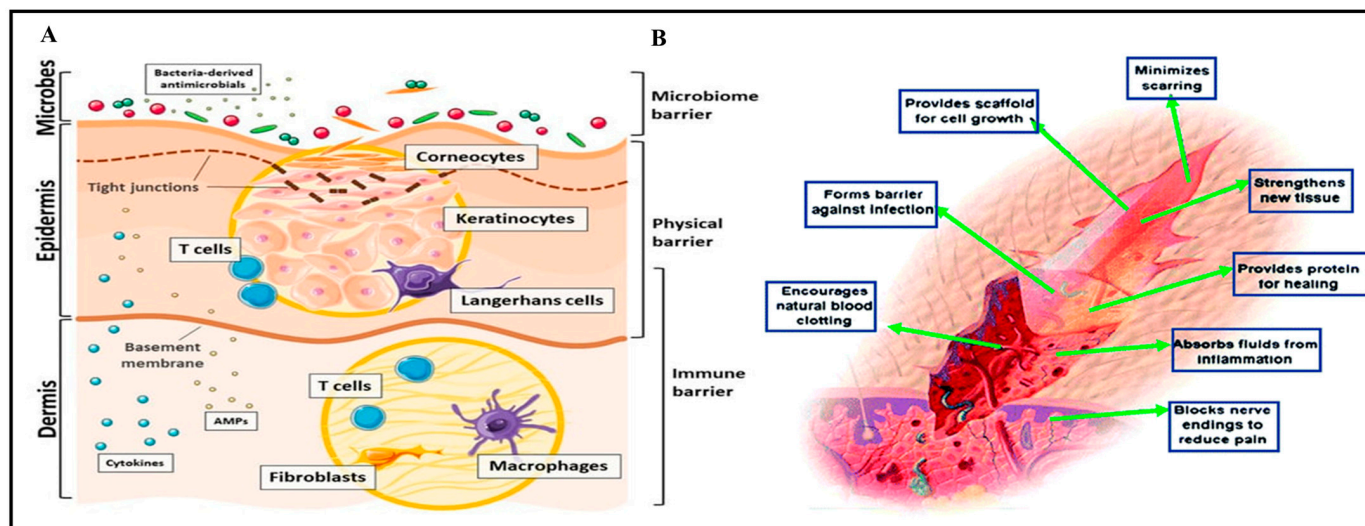 A
Microbes
Bacteria-derived
antimicrobials
Microbiome
barrier
Epidermis
Corneocytes
Tight junctions
Keratinocytes
T cells
Langerhans cells
Physical
barrier
Basement
membrane
Dermis
T cells
AMPs
Cytokines
Fibroblasts
Macrophages
Immune
barrier
B
Minimizes
scarring
Provides scaffold
for cell growth
Strengthens
new tissue
Forms barrier
against infection
Provides protein
for healing
Encourages
natural blood
clotting
Absorbs fluids from
inflammation
Blocks nerve
endings to
reduce pain